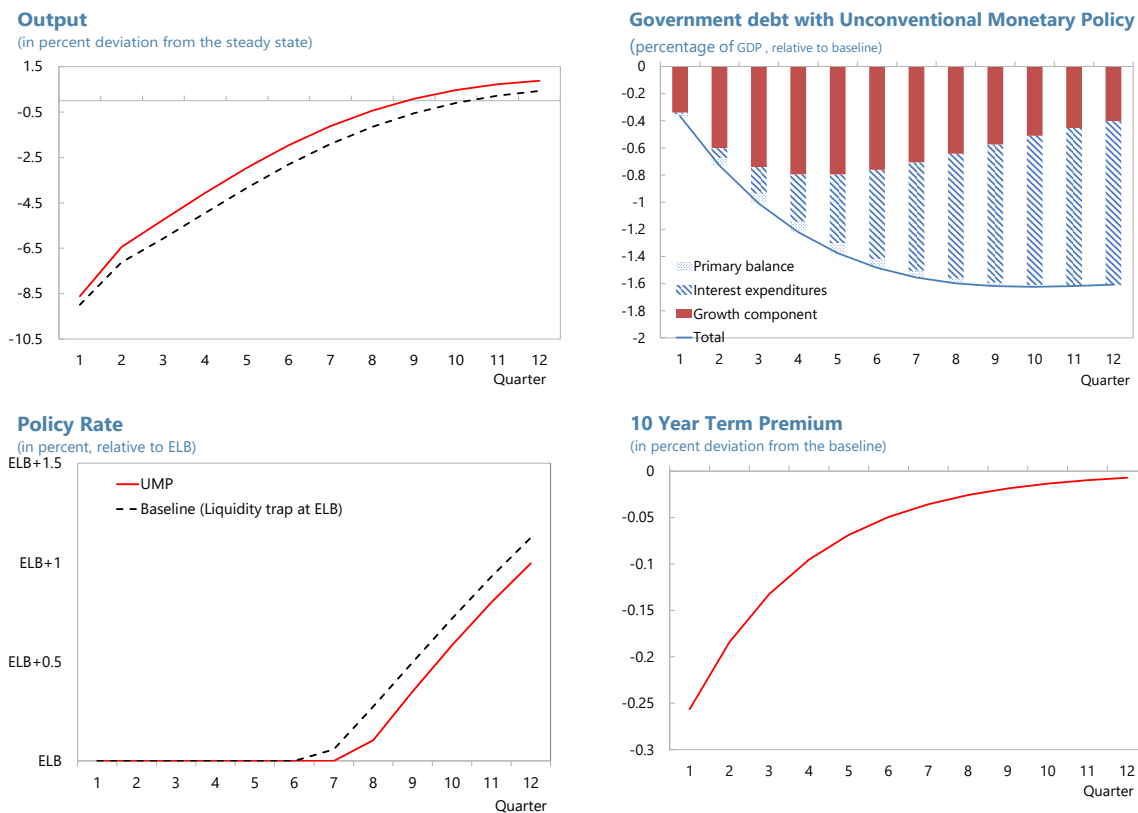 Output
(in percent deviation from the steady state)
1.5
-0.5
-2.5
-4.5
-6.5
-8.5
-10.5
1 2 3 4 5 6 7 8 9 10 11 12
Quarter
Government debt with Unconventional Monetary Policy
(percentage of GDP , relative to baseline)
0
-0.2
-0.4
-0.6
-0.8
-1
-1.2
-1.4
-1.6
-1.8
-2
Primary balance
Interest expenditures
Growth component
Total
1 2 3 4 5 6 7 8 9 10 11 12
Quarter
Policy Rate
(in percent, relative to ELB)
ELB+1.5
ELB+1
ELB+0.5
ELB
UMP
Baseline (Liquidity trap at ELB)
1 2 3 4 5 6 7 8 9 10 11 12
Quarter
10 Year Term Premium
(in percent deviation from the baseline)
0
-0.05
-0.1
-0.15
-0.2
-0.25
-0.3
1 2 3 4 5 6 7 8 9 10 11 12
Quarter